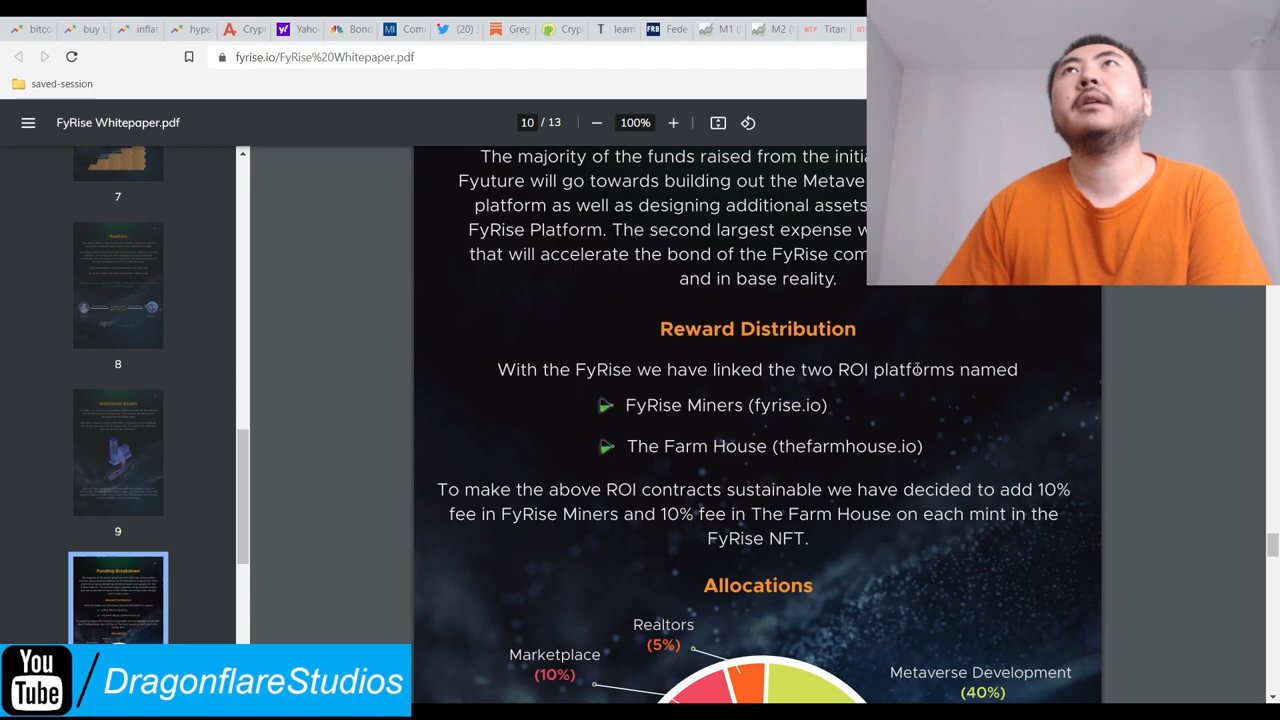 bitco
buy l
inflat
hype
Crypt
Yaho
Bond
Com
(20)
Greg
Crypt
learn
Fede
M1 (
M2 (
Titan
fyrise.io/FyRise%20Whitepaper.pdf
saved-session
FyRise Whitepaper.pdf
10 / 13
100%
7
8
9
The majority of the funds raised from the initia
Fyuture will go towards building out the Metave
platform as well as designing additional assets
FyRise Platform. The second largest expense w
that will accelerate the bond of the FyRise com
and in base reality.
Reward Distribution
With the FyRise we have linked the two ROI platforms named
FyRise Miners (fyrise.io)
The Farm House (thefarmhouse.io)
To make the above ROI contracts sustainable we have decided to add 10%
fee in FyRise Miners and 10% fee in The Farm House on each mint in the
FyRise NFT.
Allocations
Realtors
(5%)
Marketplace
(10%)
Metaverse Development
(40%)
Funding Breakdown
You
Tube
/DragonflareStudios